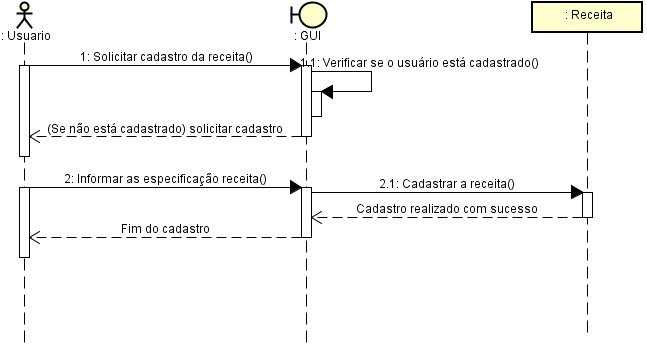 : Usuario
: GUI
: Receita
1: Solicitar cadastro da receita()
1.1: Verificar se o usuário está cadastrado()
(Se não está cadastrado) solicitar cadastro
2: Informar as especificação receita()
2.1: Cadastrar a receita()
Cadastro realizado com sucesso
Fim do cadastro